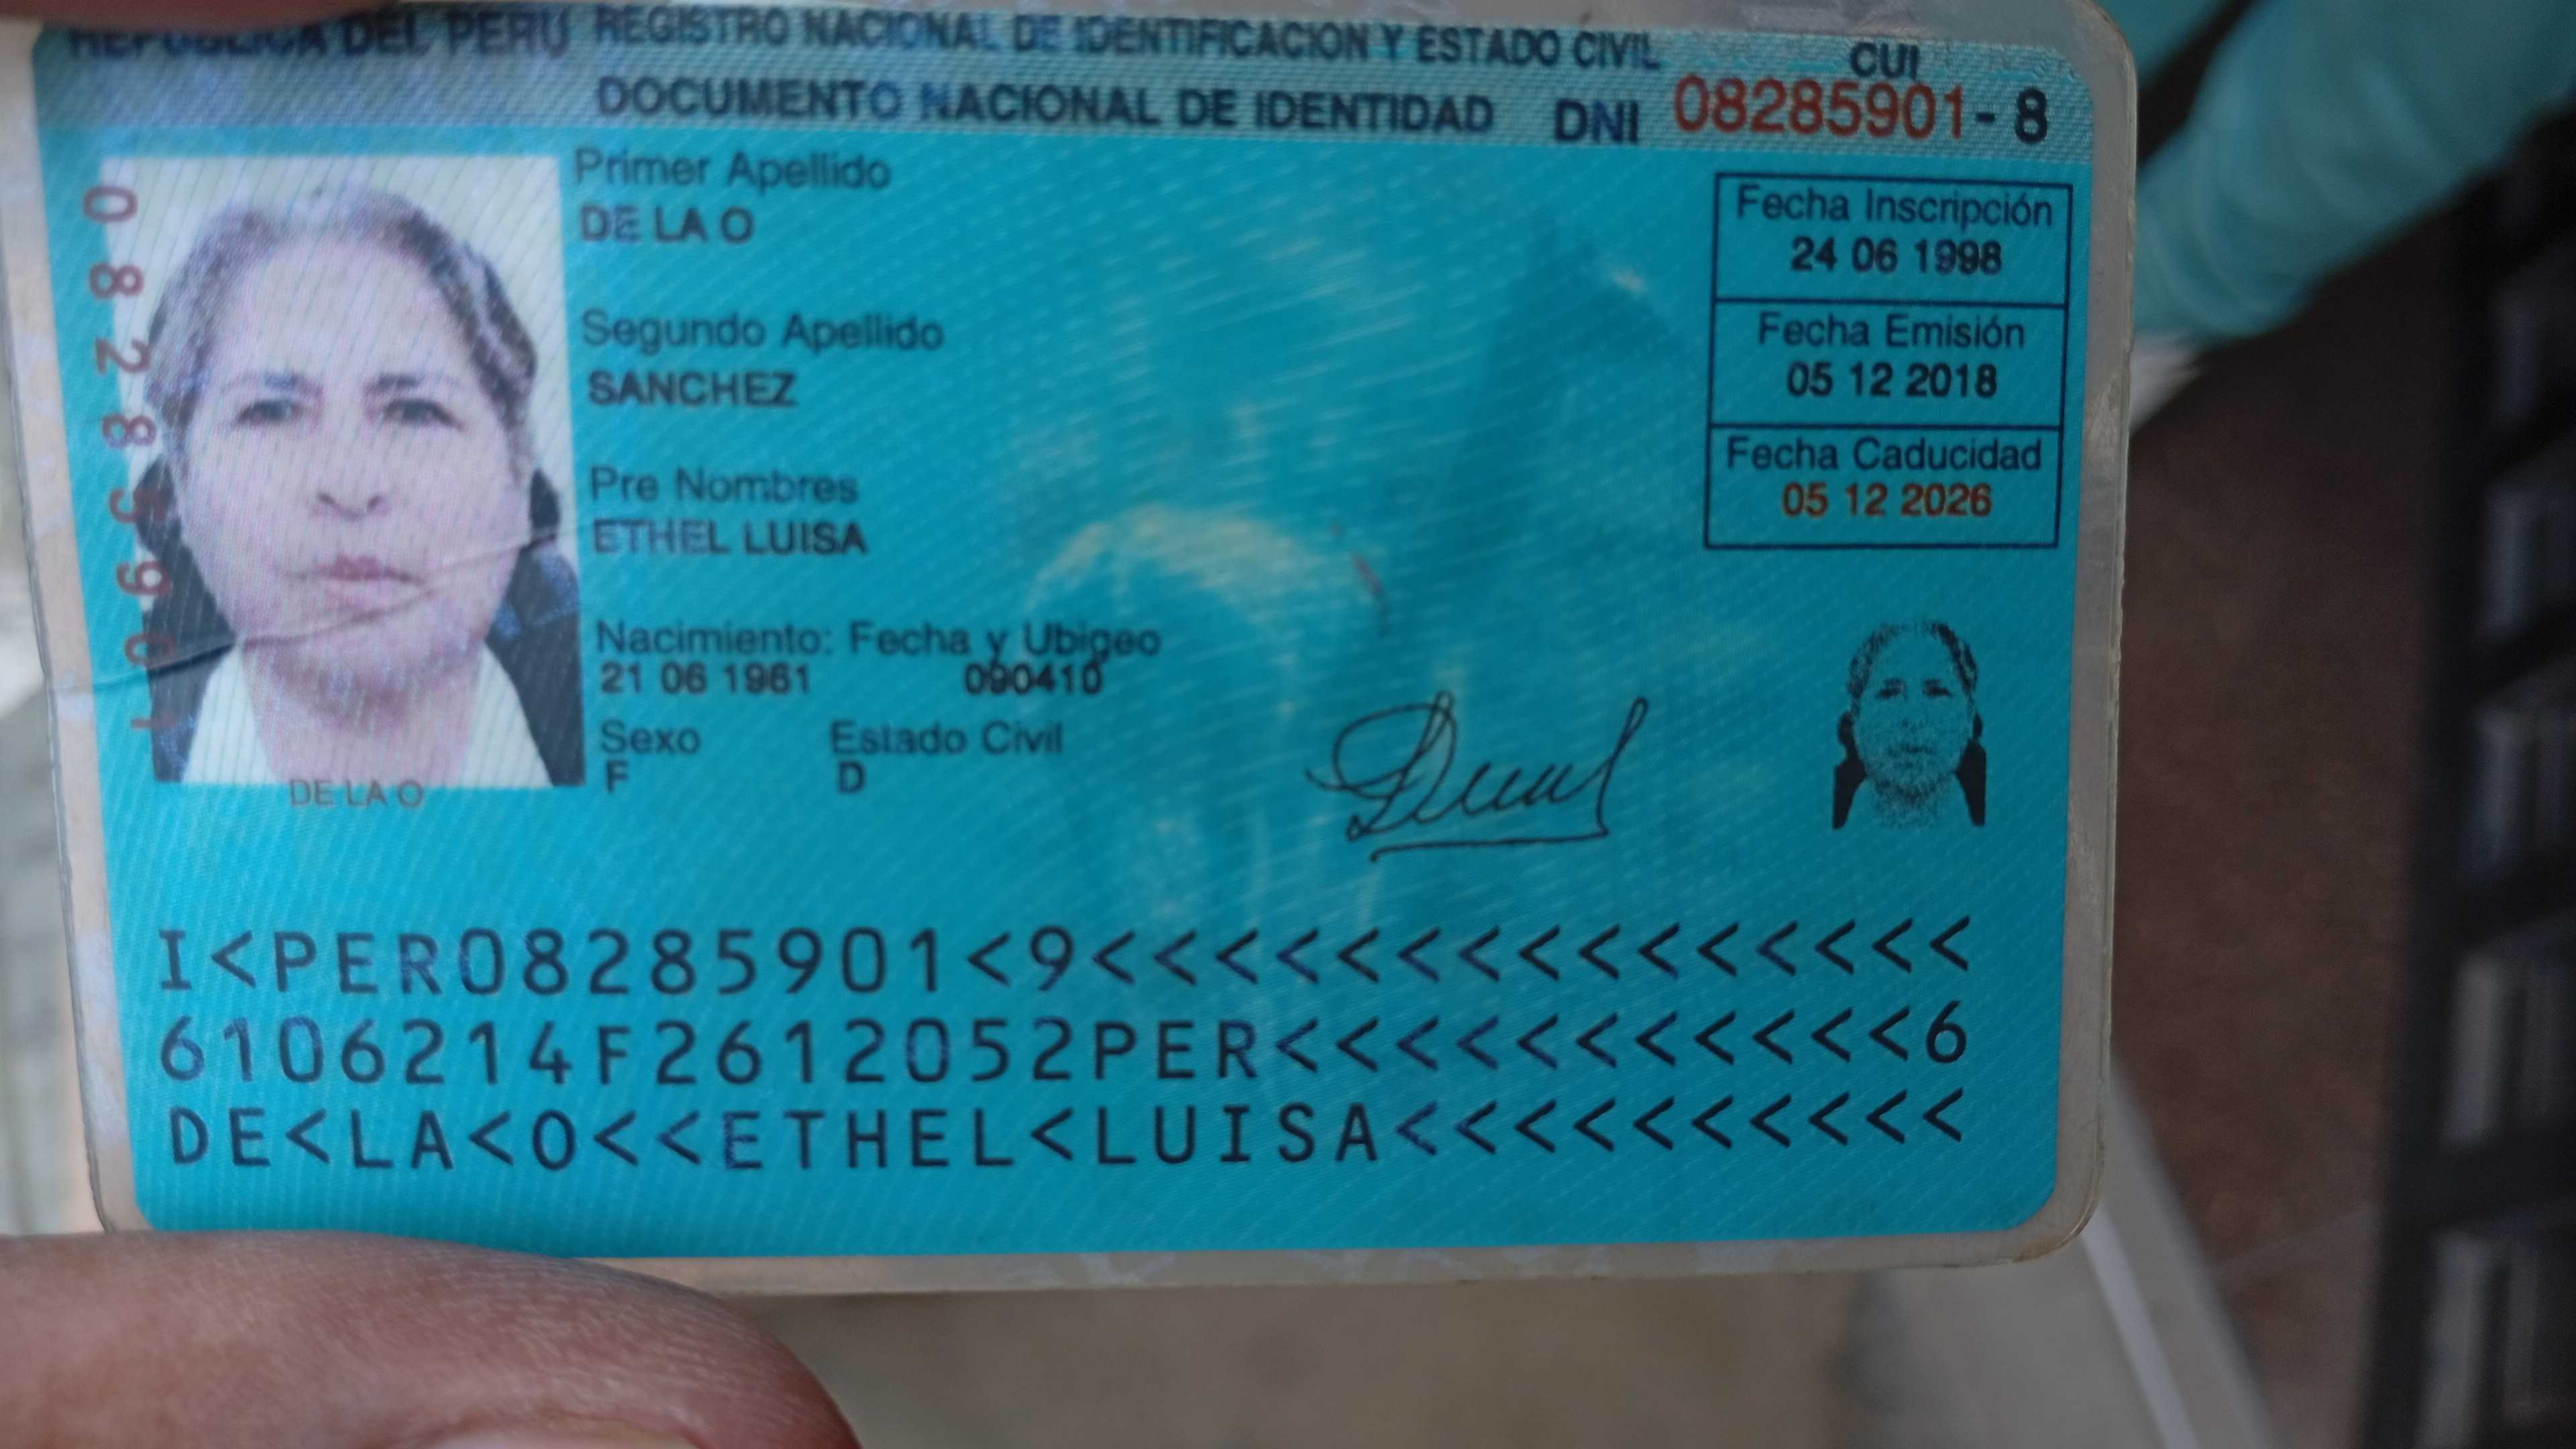 REPUBLICA DEL PERU REGISTRO NACIONAL DE IDENTIFICACION Y ESTADO CIVIL
CUI
DOCUMENTO NACIONAL DE IDENTIDAD DNI 08285901-8
Primer Apellido
DE LA O
Segundo Apellido
SANCHEZ
Pre Nombres
ETHEL LUISA
Nacimiento: Fecha y Ubigeo
21 06 1961 090410
Sexo Estado Civil
F D
Fecha Inscripción
24 06 1998
Fecha Emisión
05 12 2018
Fecha Caducidad
05 12 2026
08285901
DE LA O
I<PER08285901<9<<<<<<<<<<<<<<<
6106214F2612052PER<<<<<<<<<<<6
DE<LA<O<<ETHEL<LUISA<<<<<<<<<<